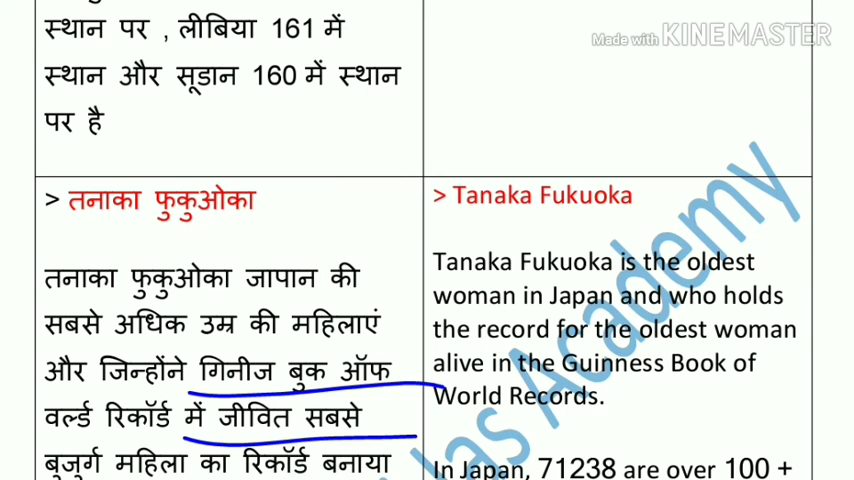 स्थान पर , लीबिया 161 में
स्थान और सूडान 160 में स्थान
पर है
Made with KINEMASTER
> तनाका फुकुओका
तनाका फुकुओका जापान की
सबसे अधिक उम्र की महिलाएं
और जिन्होंने गिनीज बुक ऑफ
वर्ल्ड रिकॉर्ड में जीवित सबसे
बुजुर्ग महिला का रिकॉर्ड बनाया
> Tanaka Fukuoka
Tanaka Fukuoka is the oldest
woman in Japan and who holds
the record for the oldest woman
alive in the Guinness Book of
World Records.
In Japan, 71238 are over 100 +
Academy